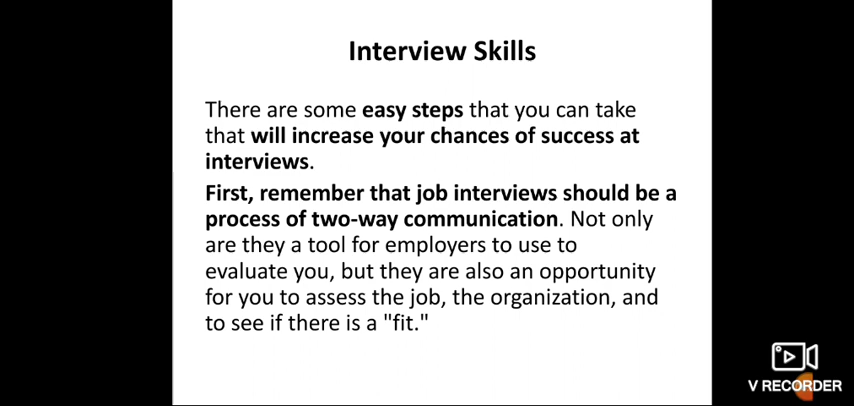 Interview Skills
There are some easy steps that you can take
that will increase your chances of success at
interviews.
First, remember that job interviews should be a
process of two-way communication. Not only
are they a tool for employers to use to
evaluate you, but they are also an opportunity
for you to assess the job, the organization, and
to see if there is a "fit."
V RECORDER